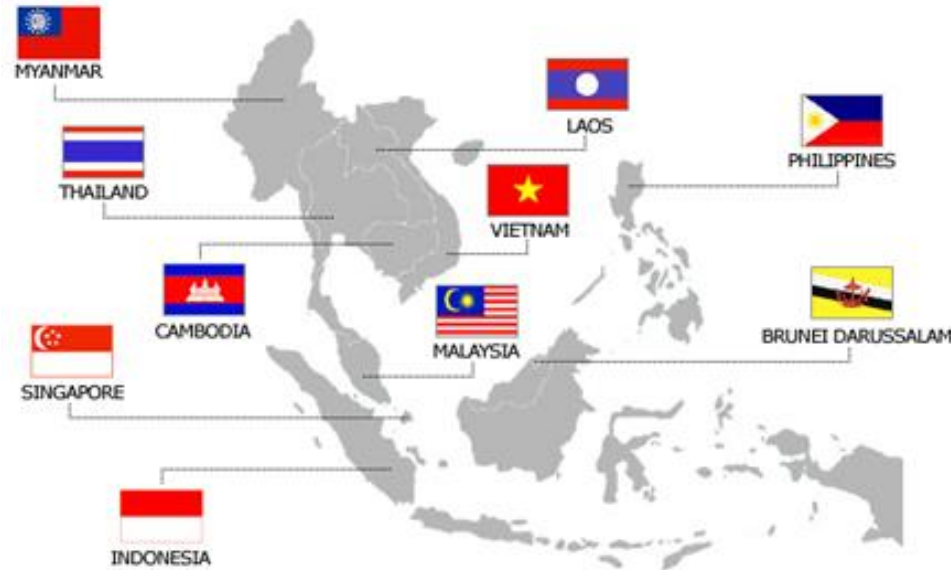 MYANMAR
LAOS
PHILIPPINES
THAILAND
VIETNAM
CAMBODIA
MALAYSIA
BRUNEI DARUSSALAM
SINGAPORE
INDONESIA